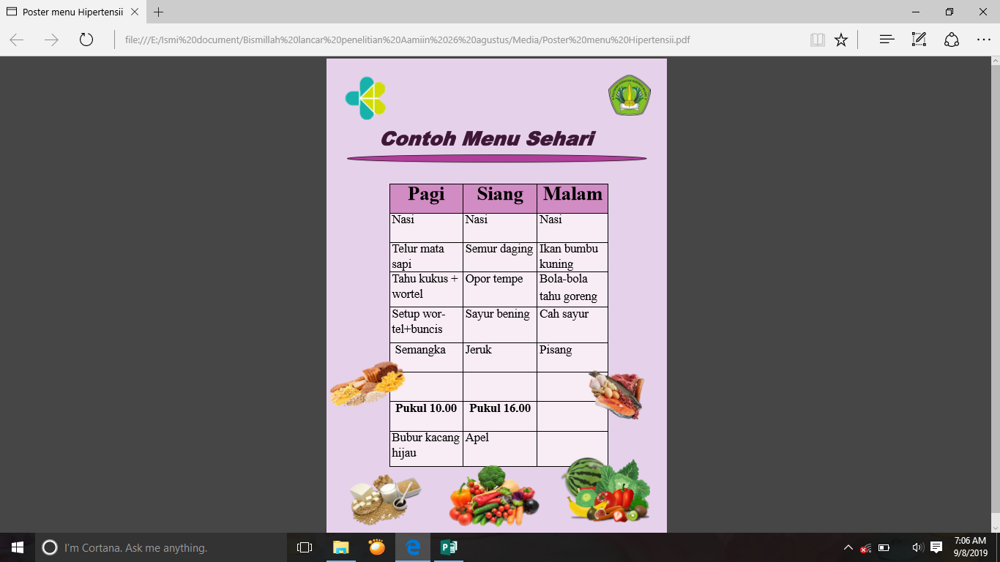 Poster menu Hipertensii
file:///E:/Ismi%20document/Bismillah%20lancar%20penelitian%20Aamiin%2026%20agustus/Media/Poster%20menu%20Hipertensii.pdf
Contoh Menu Sehari
Pagi Siang Malam
Nasi Nasi Nasi
Telur mata sapi Semur daging Ikan bumbu kuning
Tahu kukus + wortel Opor tempe Bola-bola tahu goreng
Setup wor-tel+buncis Sayur bening Cah sayur
Semangka Jeruk Pisang
Pukul 10.00 Pukul 16.00
Bubur kacang hijau Apel
I'm Cortana. Ask me anything.
7:06 AM
9/8/2019